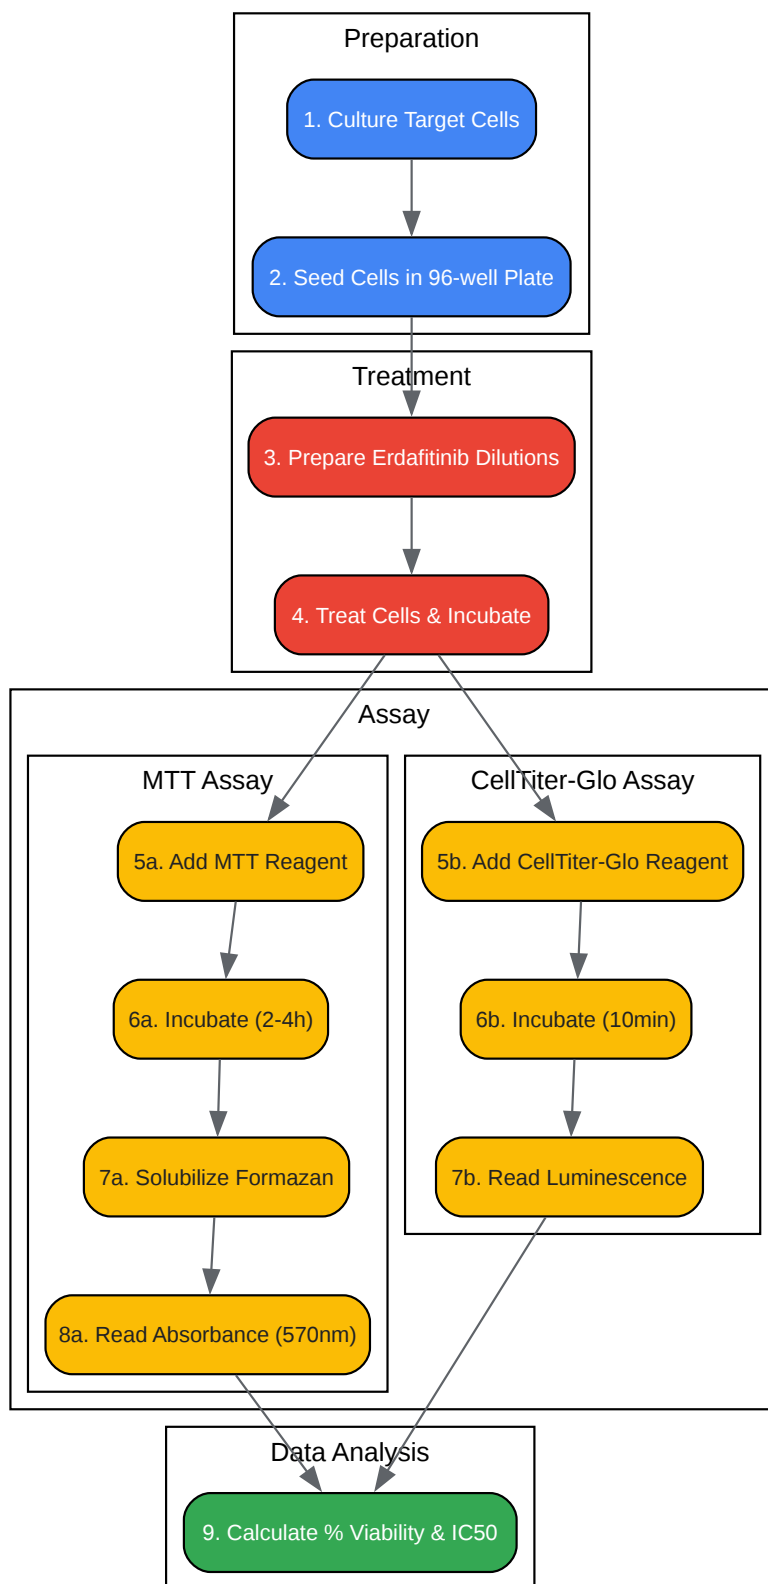 Preparation
1. Culture Target Cells
2. Seed Cells in 96-well Plate
Treatment
3. Prepare Erdafitinib Dilutions
4. Treat Cells & Incubate
Assay
MTT Assay
5a. Add MTT Reagent
6a. Incubate (2-4h)
7a. Solubilize Formazan
8a. Read Absorbance (570nm)
CellTiter-Glo Assay
5b. Add CellTiter-Glo Reagent
6b. Incubate (10min)
7b. Read Luminescence
Data Analysis
9. Calculate % Viability & IC50